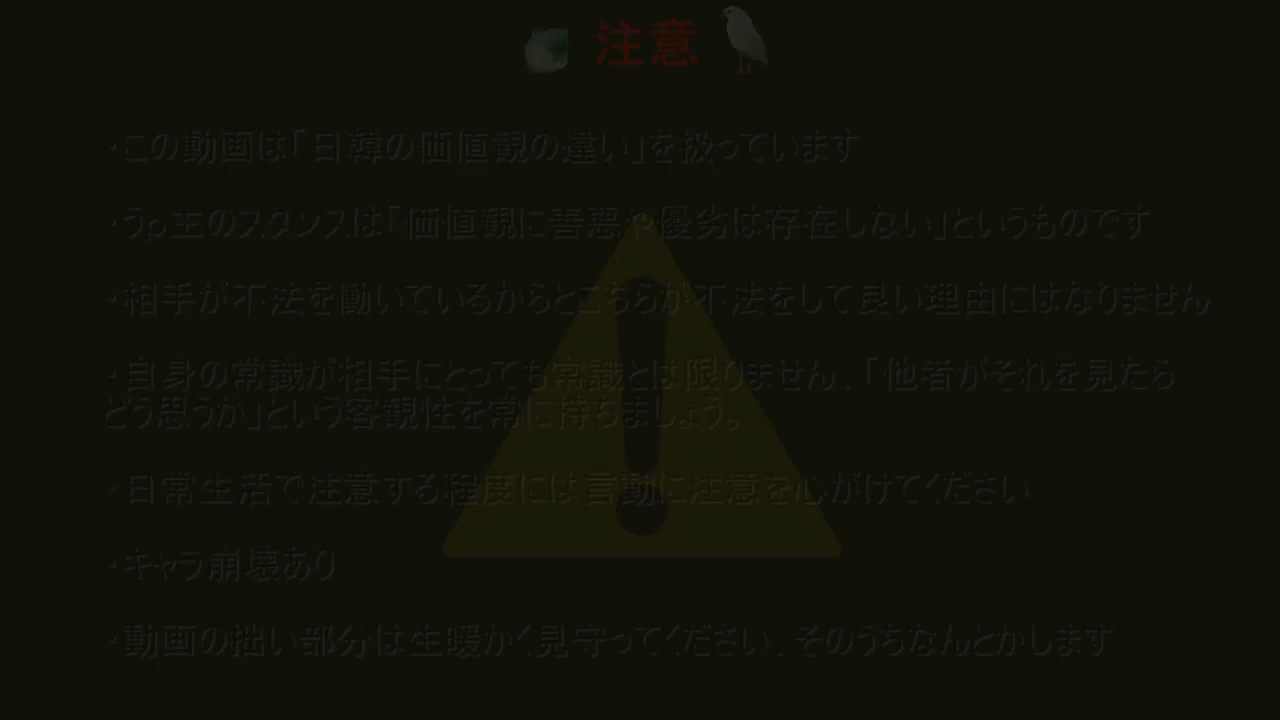 注意
・この動画は「日韓の価値観の違い」を扱っています
・うp主のスタンスは「価値観に善悪や優劣は存在しない」というものです
・相手が不法を働いているからとこちらが不法をして良い理由にはなりません
・自身の常識が相手にとっても常識とは限りません、「他者がそれを見たら
どう思うか」という客観性を常に持ちましょう。
・日常生活で注意する程度には言動に注意を心がけてください
・キャラ崩壊あり
・動画の拙い部分は生暖かく見守ってください、そのうちなんとかします